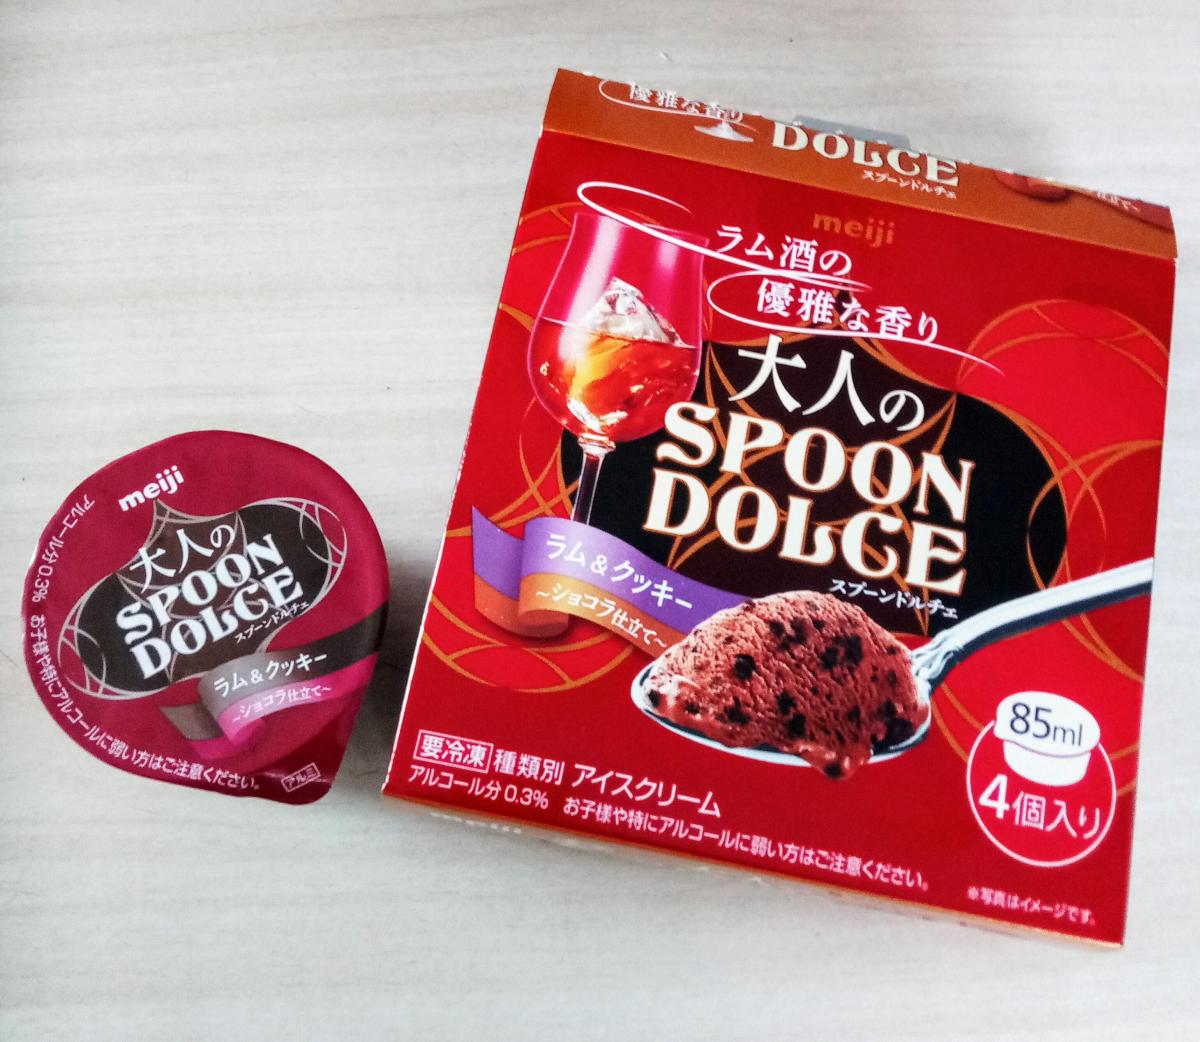 meiji
アルコール分0.3%　お子様や特にアルコールに弱い方はご注意ください。
大人の
SPOON
DOLCE
スプーンドルチェ
ラム&クッキー
～ショコラ仕立て～
アルミ
優雅な香り
DOLCE
スプーンドルチェ
仕立て～
meiji
ラム酒の
優雅な香り
大人の
SPOON
DOLCE
スプーンドルチェ
ラム&クッキー
～ショコラ仕立て～
85ml
4個入り
要冷凍 種類別 アイスクリーム
アルコール分0.3%　お子様や特にアルコールに弱い方はご注意ください。
※写真はイメージです。
meiji